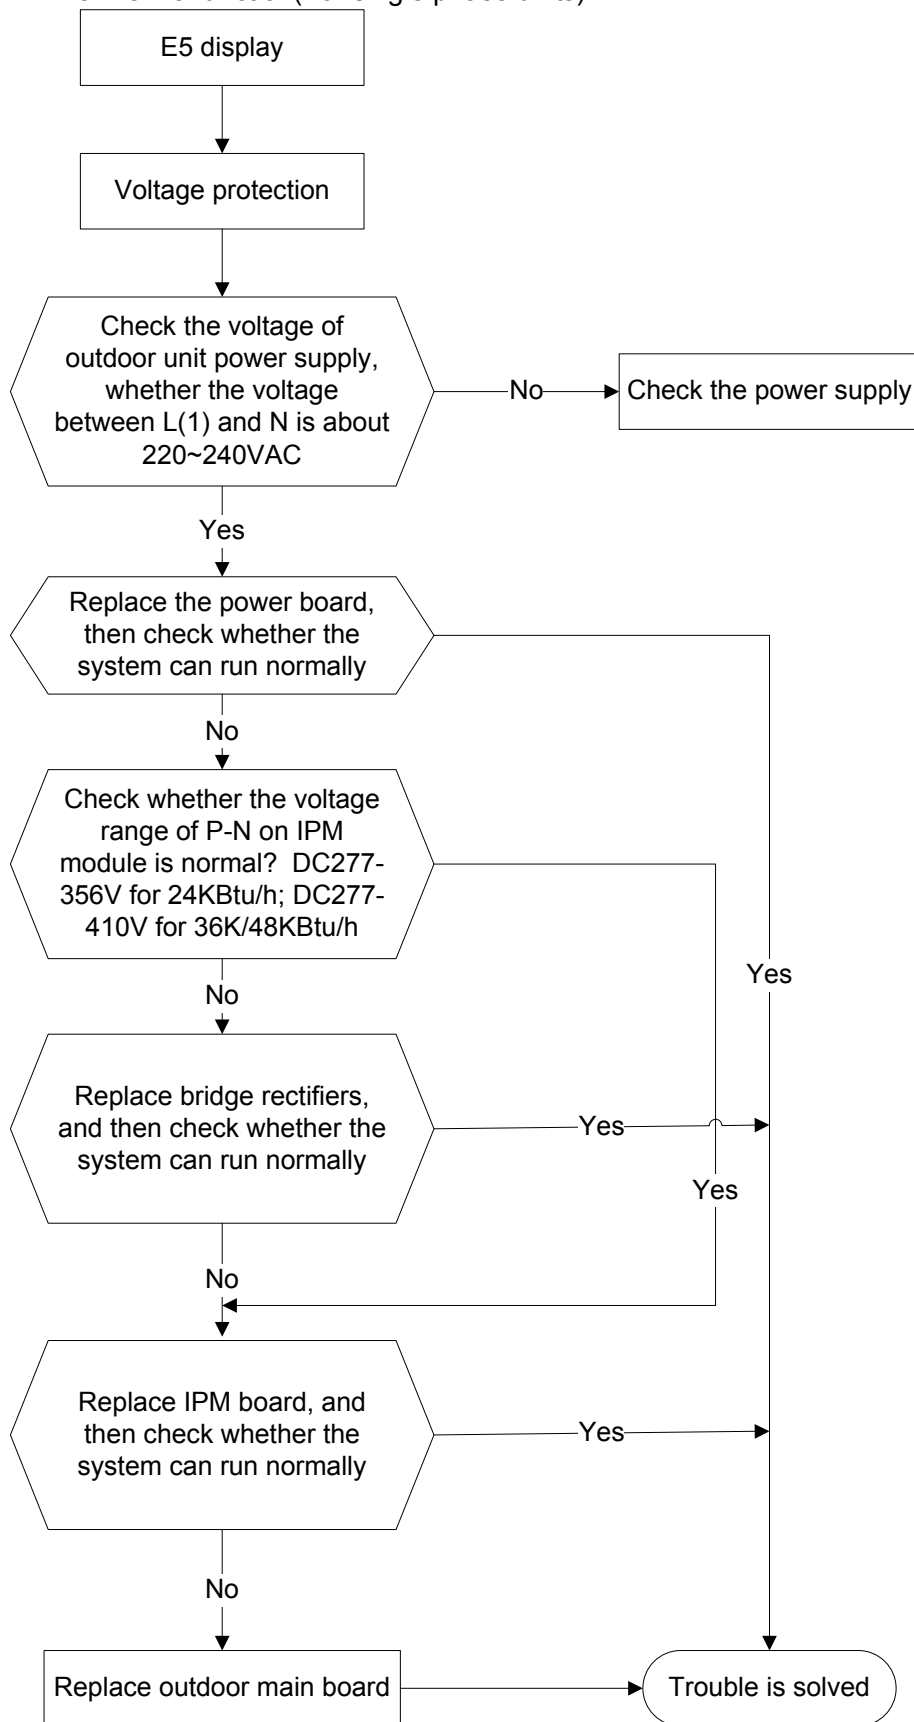 E5 display
Voltage protection
Check the voltage of
outdoor unit power supply,
whether the voltage
between L(1) and N is about
220~240VAC
No
Check the power supply
Yes
Replace the power board,
then check whether the
system can run normally
No
Check whether the voltage
range of P-N on IPM
module is normal? DC277-
356V for 24KBtu/h; DC277-
410V for 36K/48KBtu/h
Yes
No
Replace bridge rectifiers,
and then check whether the
system can run normally
Yes
Yes
No
Replace IPM board, and
then check whether the
system can run normally
Yes
No
Replace outdoor main board
Trouble is solved